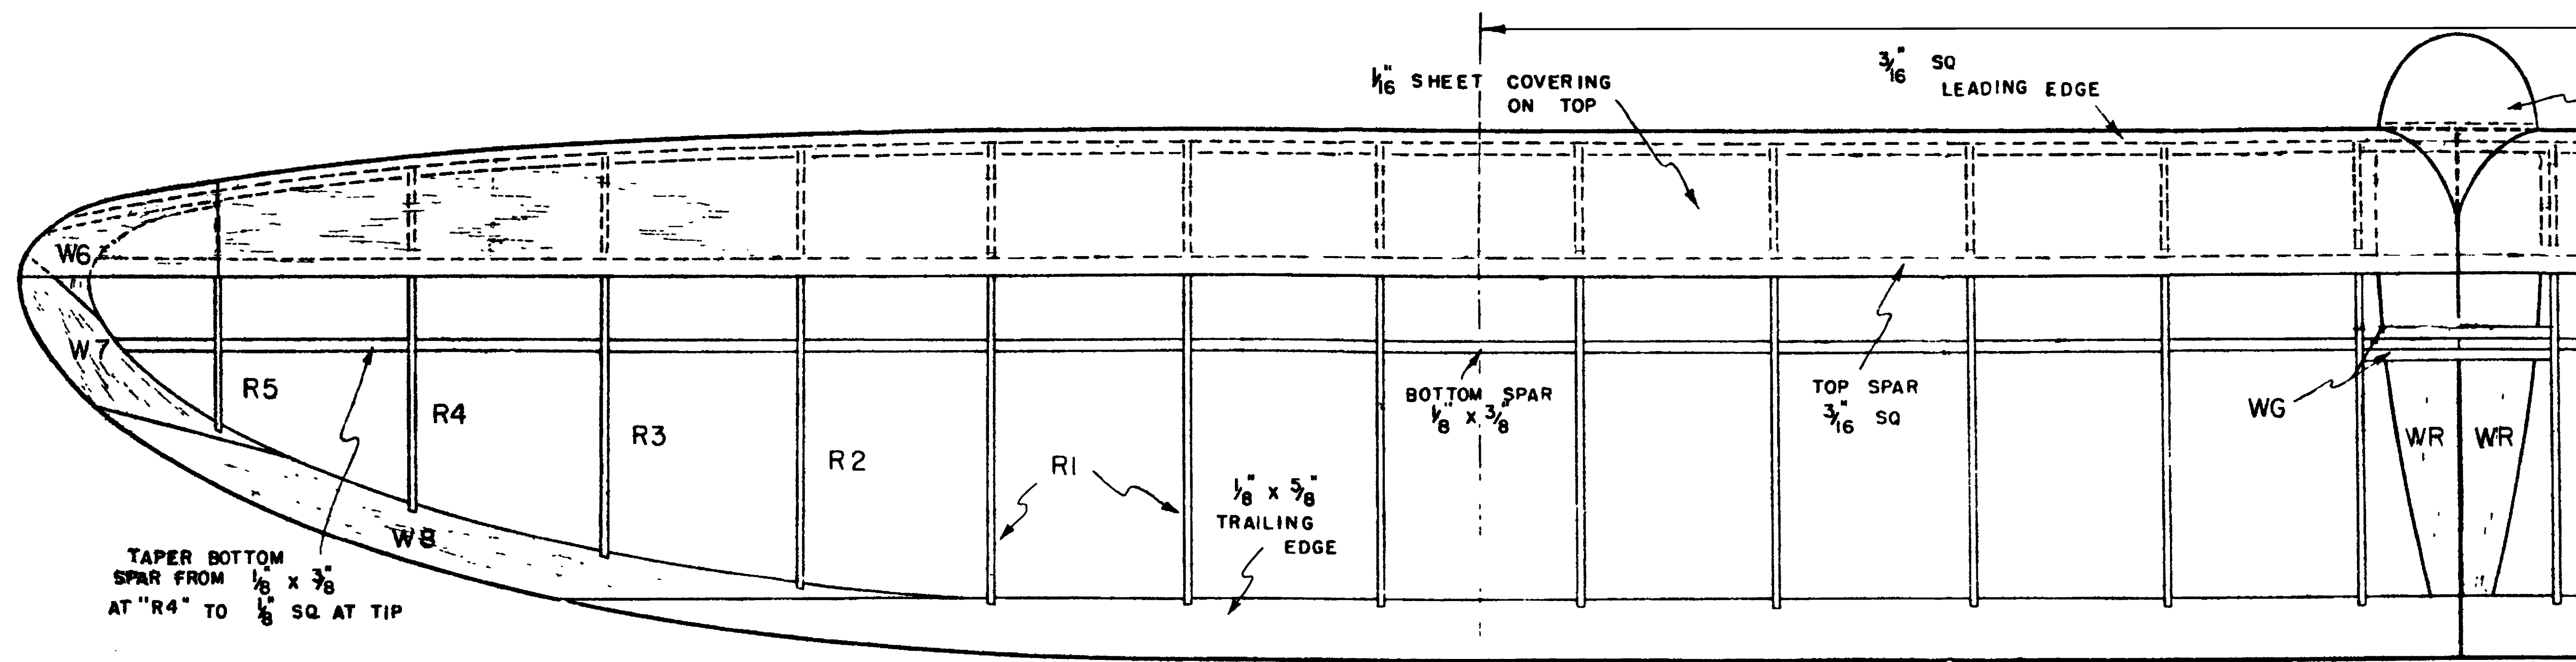 1/16" SHEET COVERING
ON TOP
3/16" SQ
LEADING EDGE
W6
W7
R5
R4
R3
R2
R1
W8
TAPER BOTTOM
SPAR FROM 1/8" X 3/8"
AT "R4" TO 1/8" SQ AT TIP
1/8" X 5/8"
TRAILING
EDGE
BOTTOM SPAR
1/8" X 3/8"
TOP SPAR
3/16" SQ
WG
WR
WR